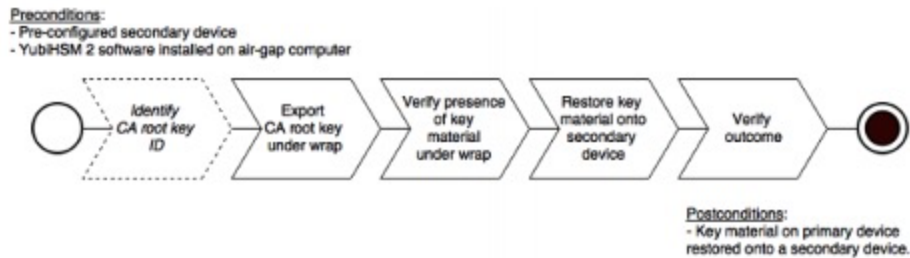 Preconditions:
- Pre-configured secondary device
- YubiHSM 2 software installed on air-gap computer
Identify
CA root key
ID
Export
CA root key
under wrap
Verify presence
of key
material
under wrap
Restore key
material onto
secondary
device
Verify
outcome
Postconditions:
- Key material on primary device
restored onto a secondary device.